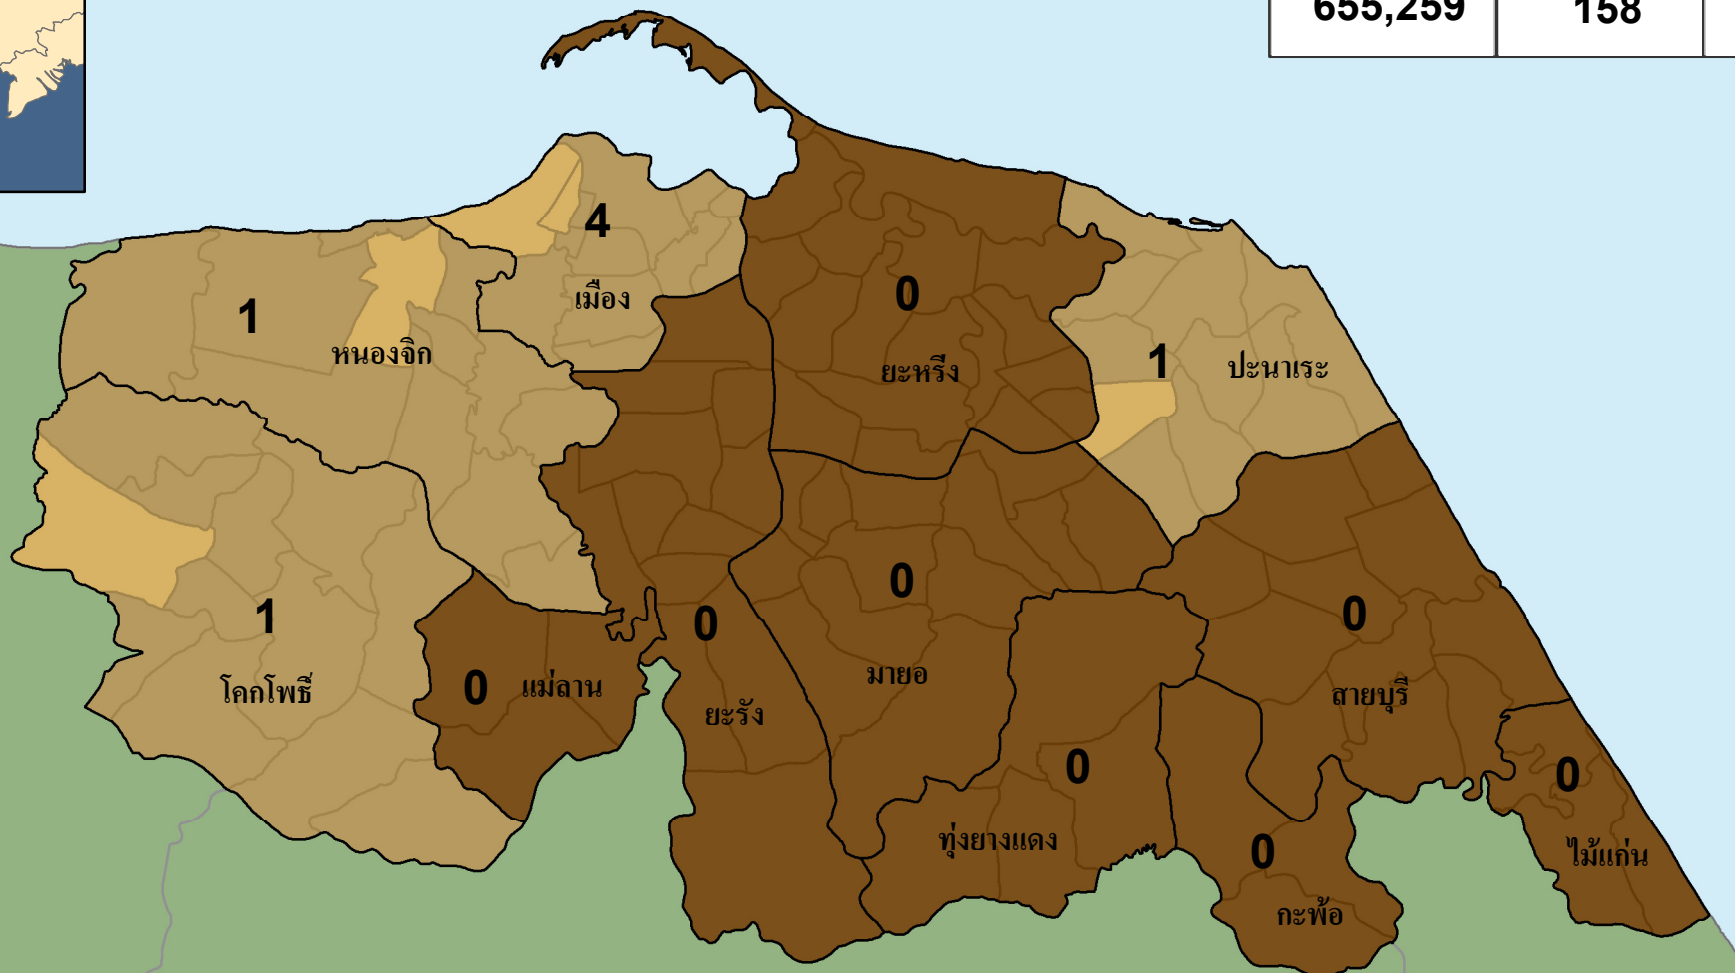 655,259
158
4
เมือง
1
หนองจิก
0
ยะหริ่ง
1
ปะนาเระ
0
มายอ
1
โคกโพธิ์
0
แม่ลาน
0
ยะรัง
0
สายบุรี
0
ทุ่งยางแดง
0
ไม้แก่น
0
กะพ้อ